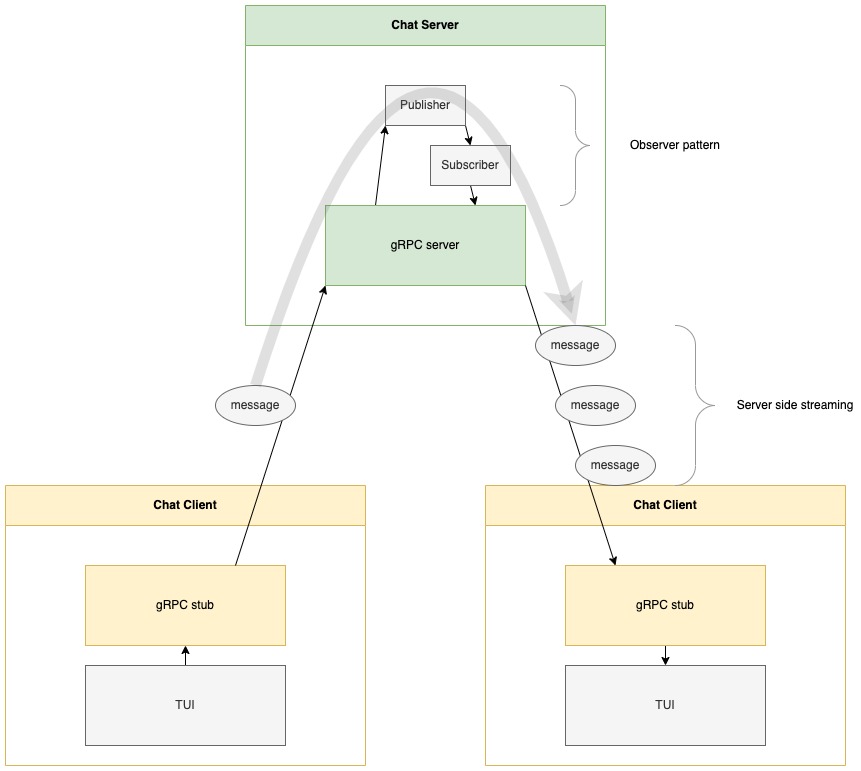 Chat Server
Publisher
Observer pattern
Subscriber
gRPC server
message
message
message
Server side streaming
message
Chat Client
Chat Client
gRPC stub
gRPC stub
TUI
TUI